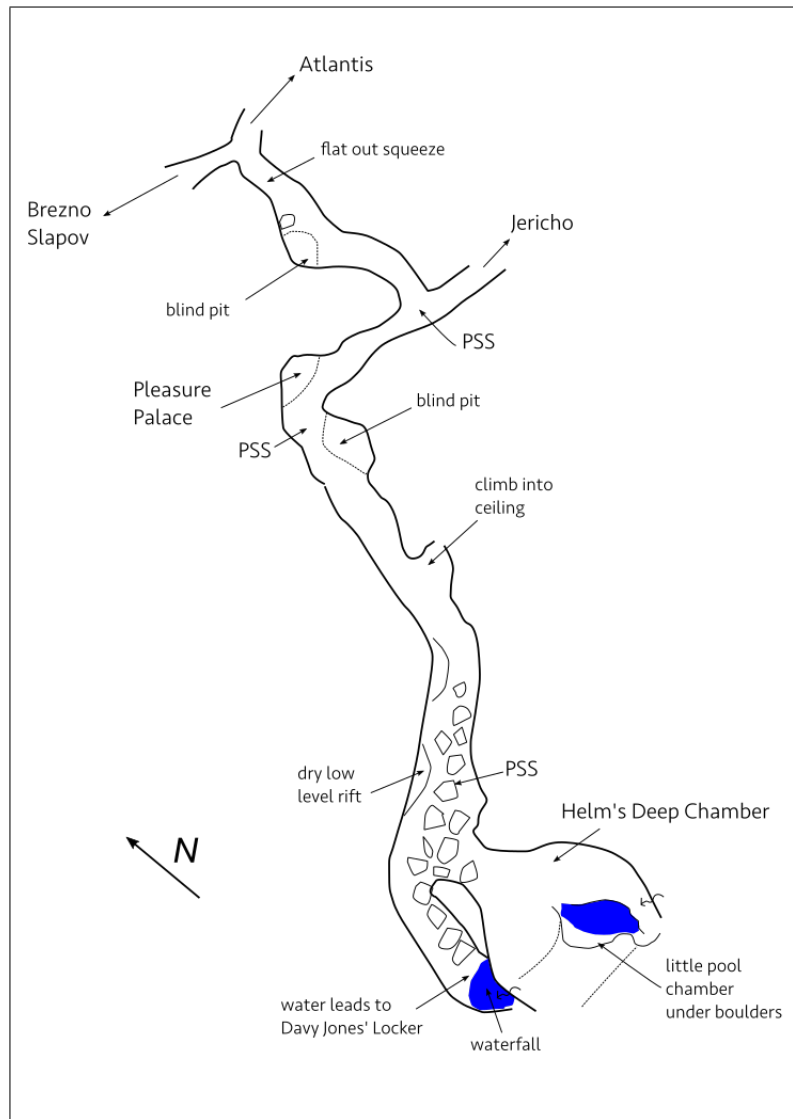 Atlantis
flat out squeeze
Brezno
Slapov
Jericho
blind pit
PSS
Pleasure
Palace
blind pit
PSS
climb into
ceiling
dry low
level rift
PSS
Helm's Deep Chamber
N
little pool
chamber
under boulders
water leads to
Davy Jones' Locker
waterfall